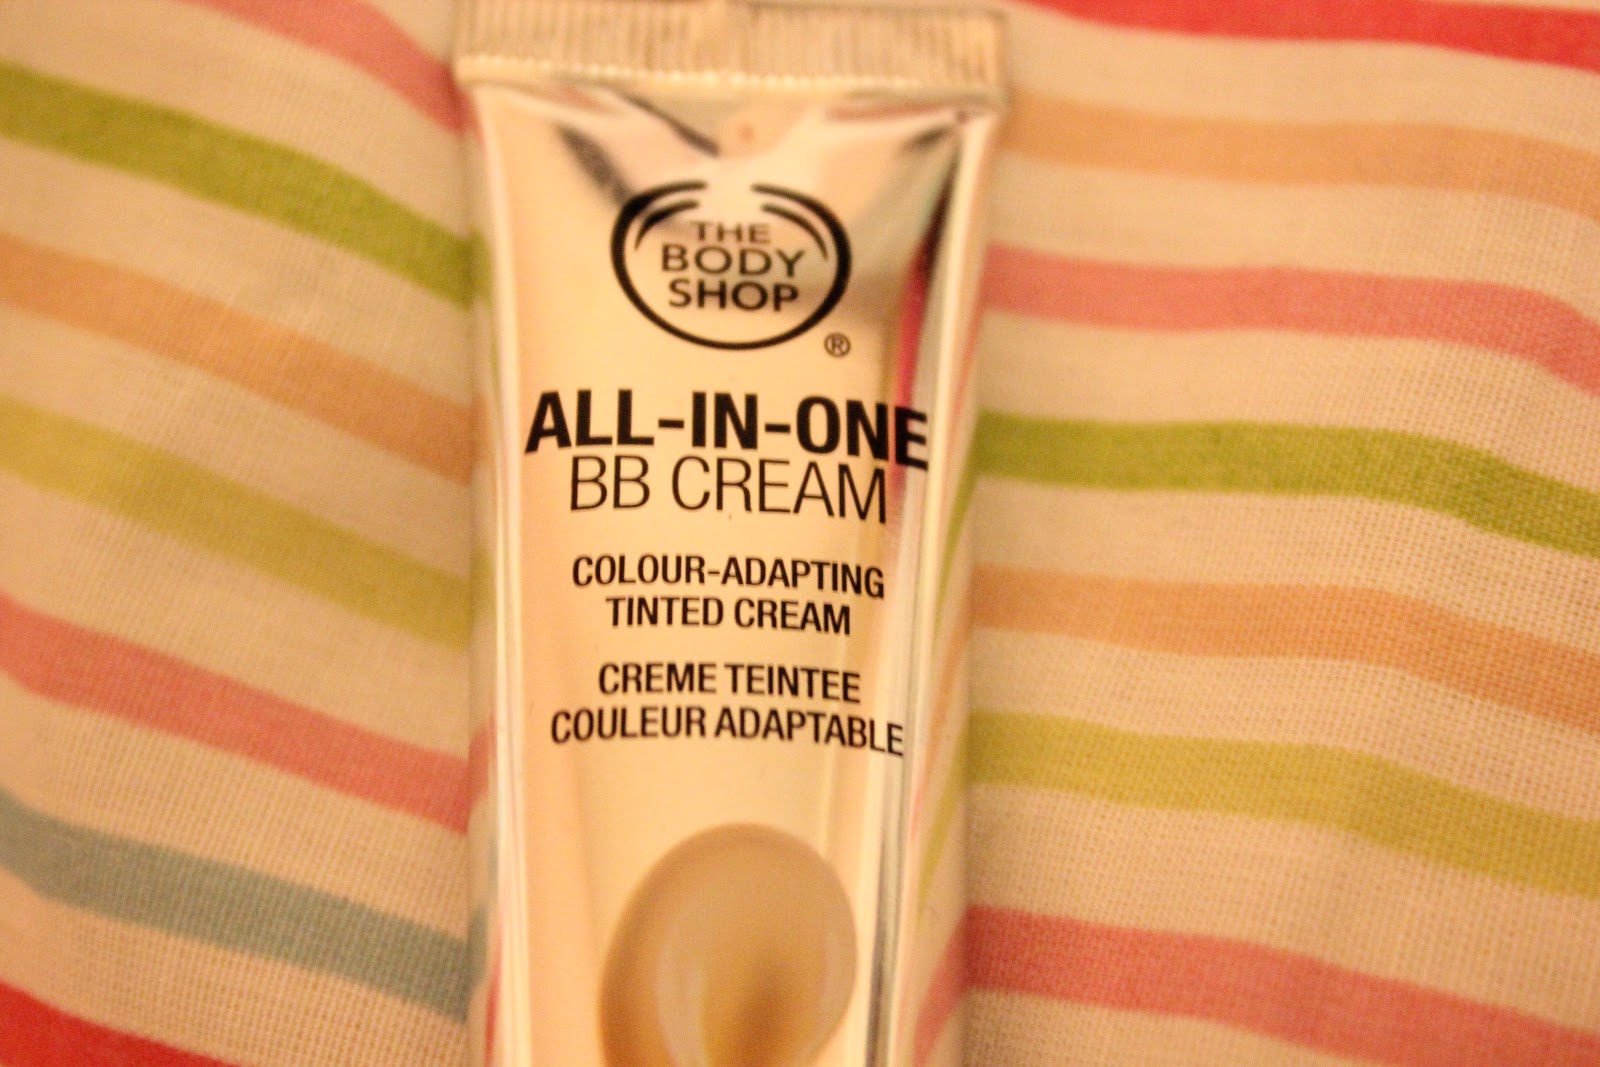 THE
BODY
SHOP
®
ALL-IN-ONE
BB CREAM
COLOUR-ADAPTING
TINTED CREAM
CREME TEINTEE
COULEUR ADAPTABLE